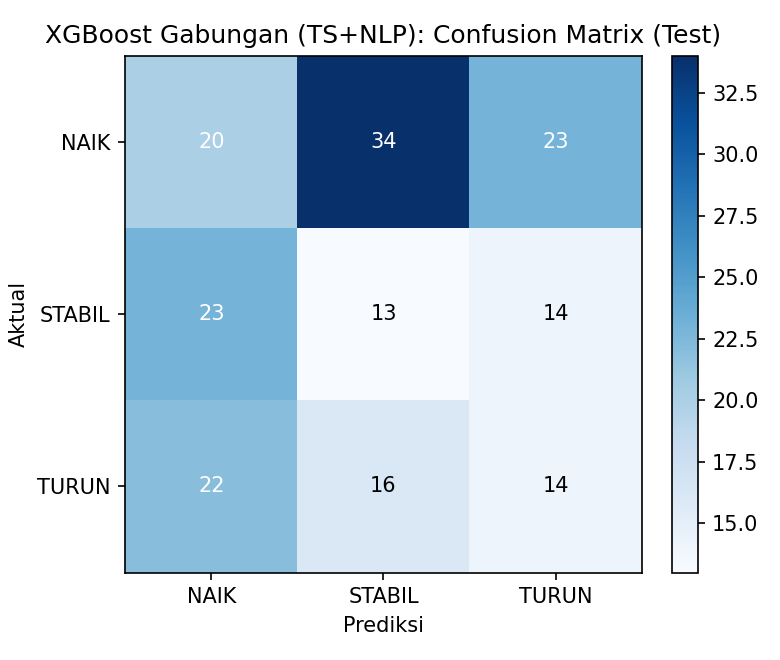 XGBoost Gabungan (TS+NLP): Confusion Matrix (Test)
NAIK 20 34 23
STABIL 23 13 14
TURUN 22 16 14
NAIK STABIL TURUN
Prediksi
Aktual
32.5
30.0
27.5
25.0
22.5
20.0
17.5
15.0